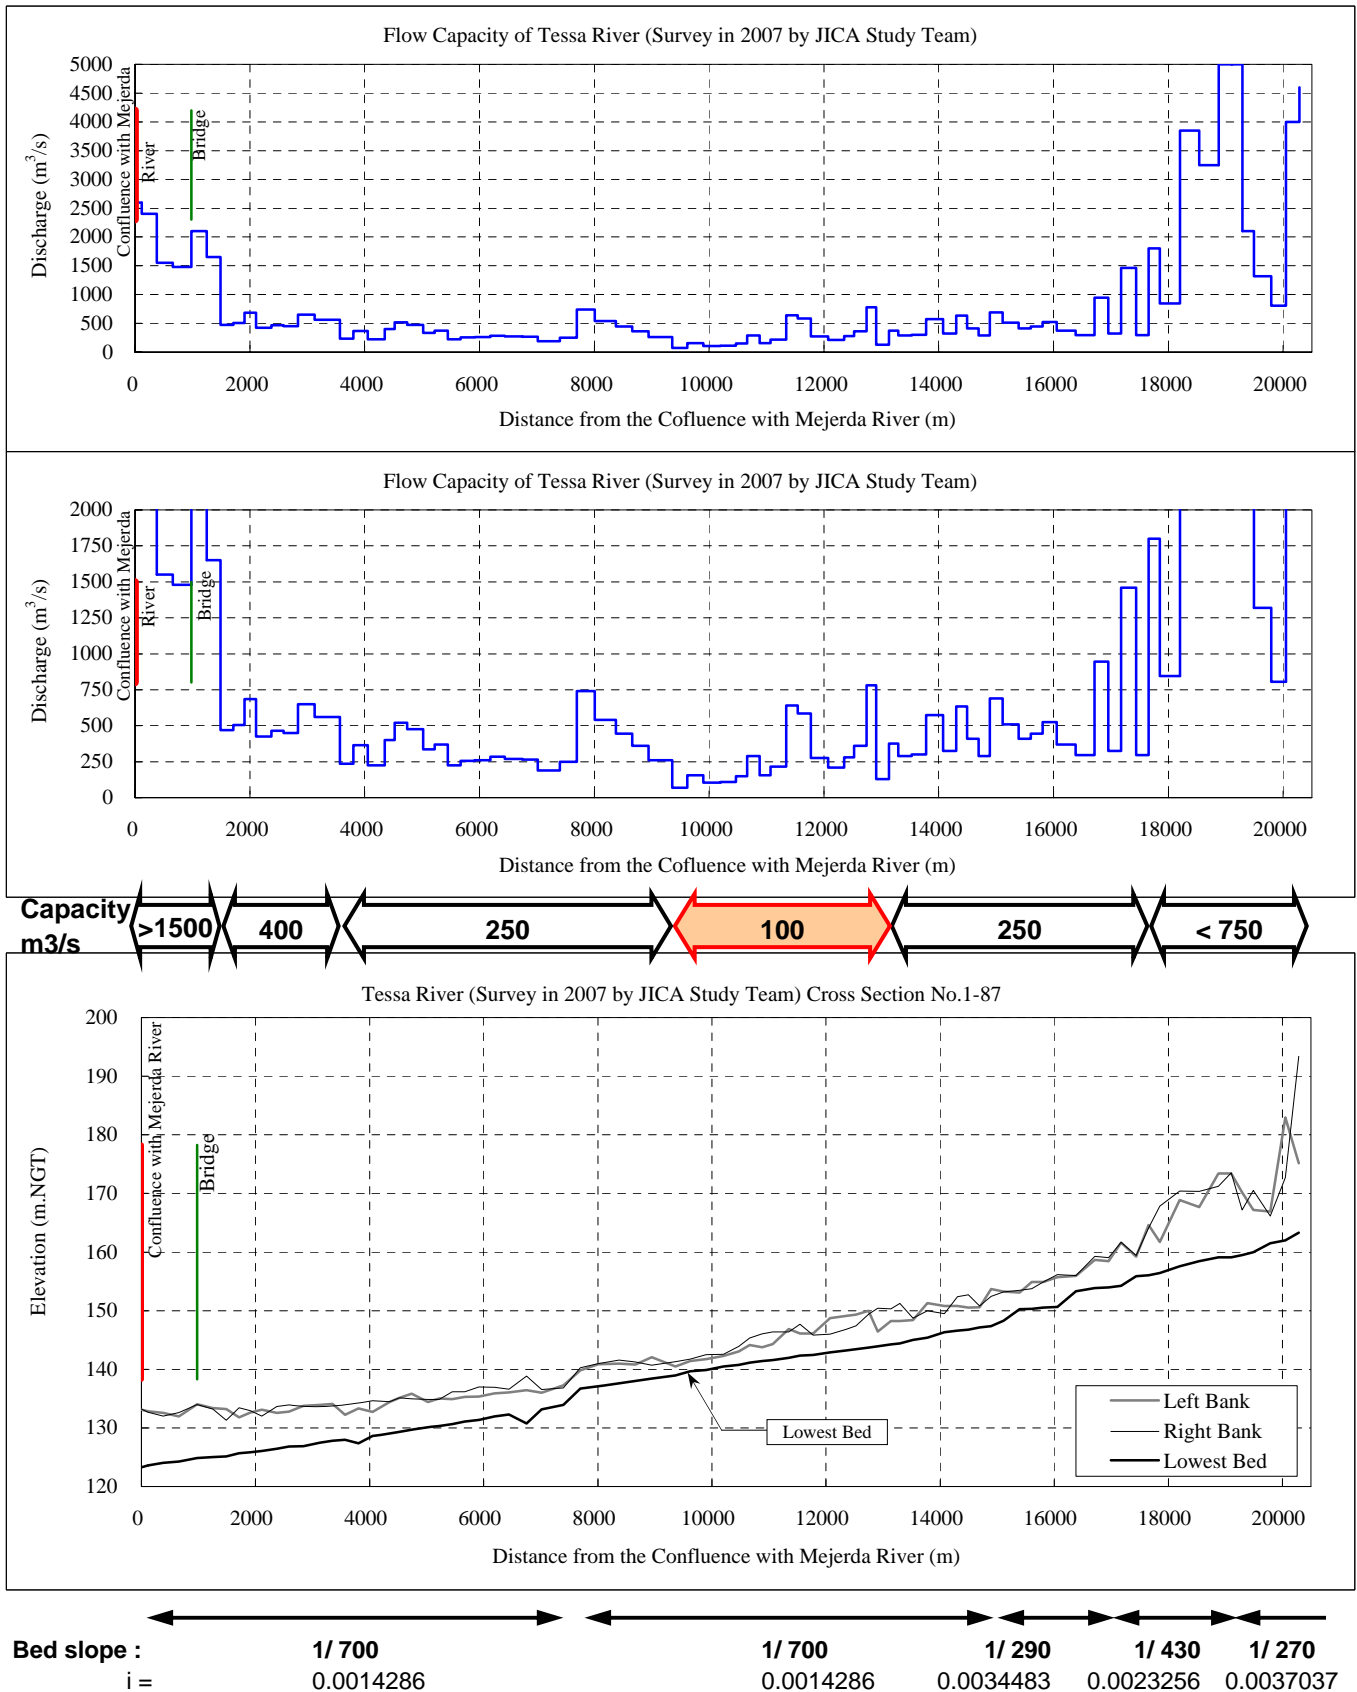 Flow Capacity of Tessa River (Survey in 2007 by JICA Study Team)
5000
4500
4000
3500
3000
2500
2000
1500
1000
500
0
Discharge (m³/s)
Confluence with Mejerda
River
Bridge
0 2000 4000 6000 8000 10000 12000 14000 16000 18000 20000
Distance from the Cofluence with Mejerda River (m)
Flow Capacity of Tessa River (Survey in 2007 by JICA Study Team)
2000
1750
1500
1250
1000
750
500
250
0
Discharge (m³/s)
Confluence with Mejerda
River
Bridge
0 2000 4000 6000 8000 10000 12000 14000 16000 18000 20000
Distance from the Cofluence with Mejerda River (m)
Capacity
m3/s
>1500 400 250 100 250 < 750
Tessa River (Survey in 2007 by JICA Study Team) Cross Section No.1-87
200
190
180
170
160
150
140
130
120
Elevation (m.NGT)
Confluence with Mejerda River
Bridge
Lowest Bed
Left Bank
Right Bank
Lowest Bed
0 2000 4000 6000 8000 10000 12000 14000 16000 18000 20000
Distance from the Confluence with Mejerda River (m)
Bed slope : 1/ 700 1/ 700 1/ 290 1/ 430 1/ 270
i = 0.0014286 0.0014286 0.0034483 0.0023256 0.0037037